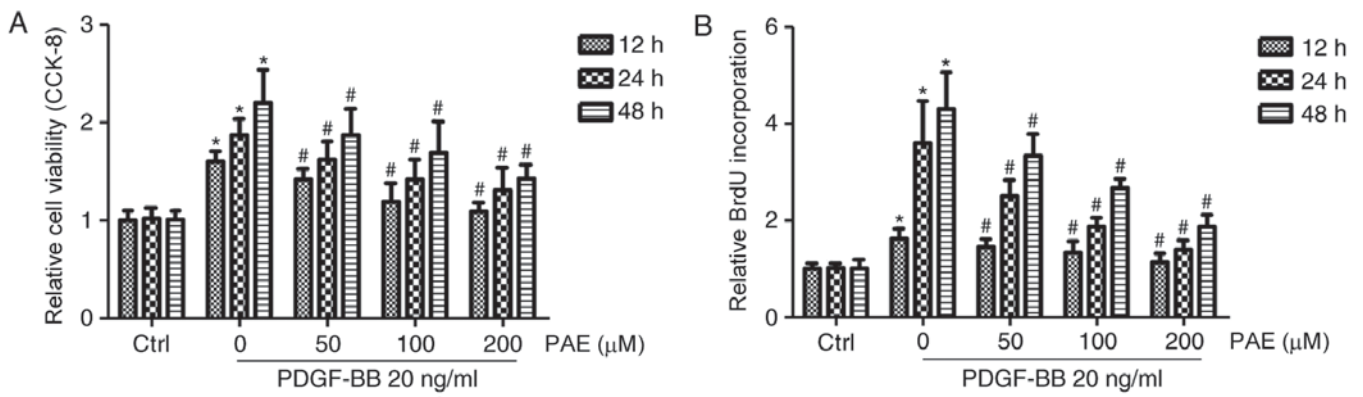 A
Relative cell viability (CCK-8)
3
2
1
0
* * *
# # #
# # #
# # #
12 h
24 h
48 h
Ctrl 0 50 100 200 PAE (μM)
PDGF-BB 20 ng/ml
B
Relative BrdU incorporation
6
4
2
0
* * *
# # #
# # #
# # #
12 h
24 h
48 h
Ctrl 0 50 100 200 PAE (μM)
PDGF-BB 20 ng/ml